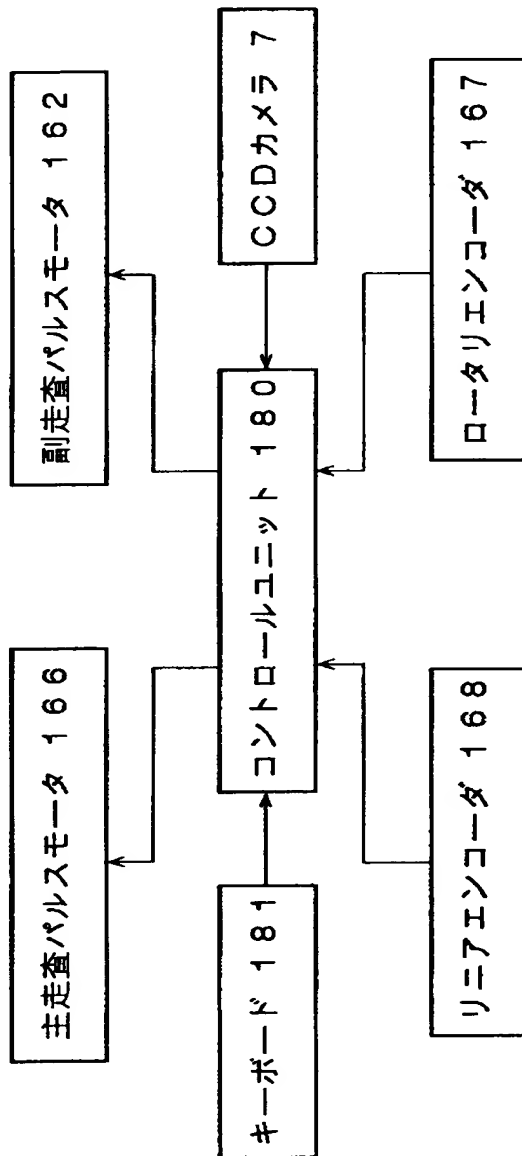 主走査パルスモータ 166
副走査パルスモータ 162
キーボード 181
コントロールユニット 180
CCDカメラ 7
リニアエンコーダ 168
ロータリエンコーダ 167